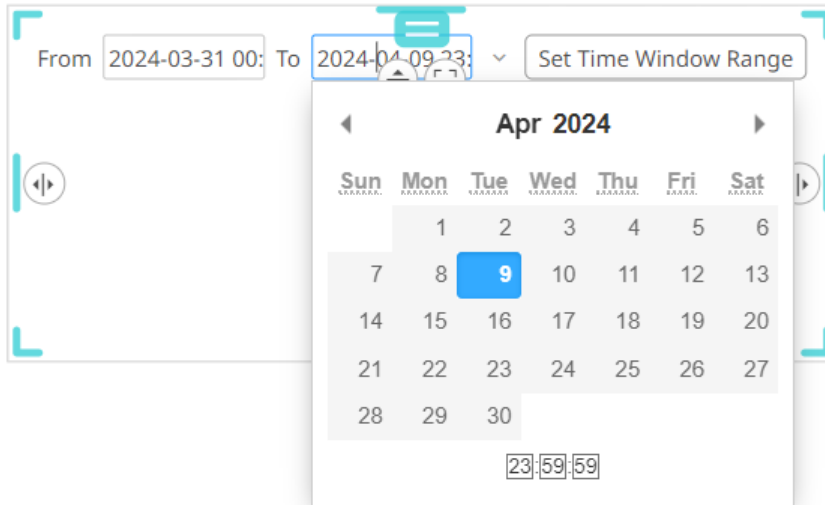 From 2024-03-31 00: To 2024-04-09 23: Set Time Window Range
Apr 2024
Sun Mon Tue Wed Thu Fri Sat
1 2 3 4 5 6
7 8 9 10 11 12 13
14 15 16 17 18 19 20
21 22 23 24 25 26 27
28 29 30
23:59:59